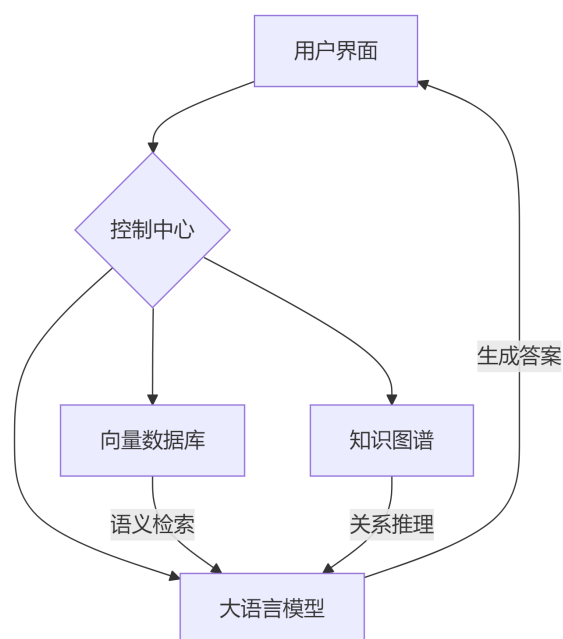 用户界面
控制中心
生成答案
向量数据库
知识图谱
语义检索
关系推理
大语言模型